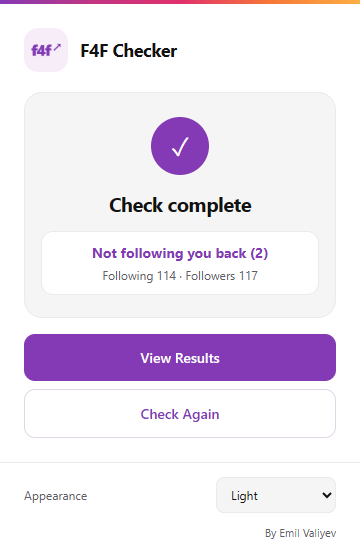 f4f↗
F4F Checker
Check complete
Not following you back (2)
Following 114 · Followers 117
View Results
Check Again
Appearance
Light
By Emil Valiyev